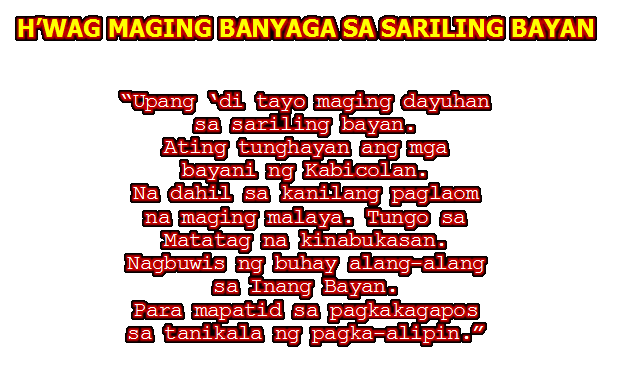 H'WAG MAGING BANYAGA SA SARILING BAYAN
“Upang ‘di tayo maging dayuhan
sa sariling bayan.
Ating tunghayan ang mga
bayani ng Kabicolan.
Na dahil sa kanilang paglaom
na maging malaya. Tungo sa
Matatag na kinabukasan.
Nagbuwis ng buhay alang-alang
sa Inang Bayan.
Para mapatid sa pagkakagapos
sa tanikala ng pagka-alipin.”